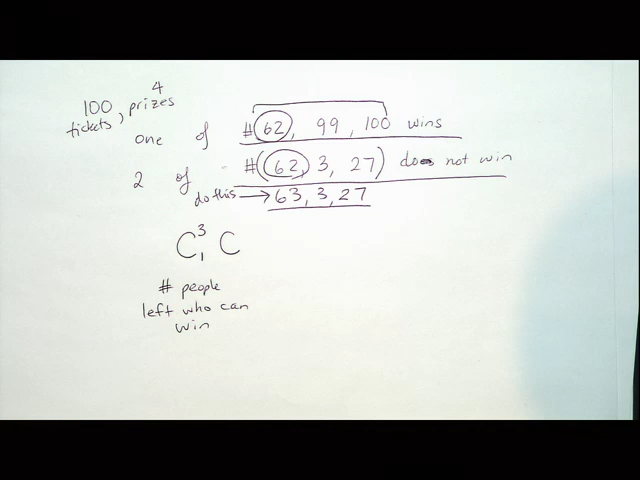 100 tickets, 4 prizes
one of #62, 99, 100 wins
2 of #(62, 3, 27) do not win
do this → 63, 3, 27
C³₁ C
# people
left who can
win